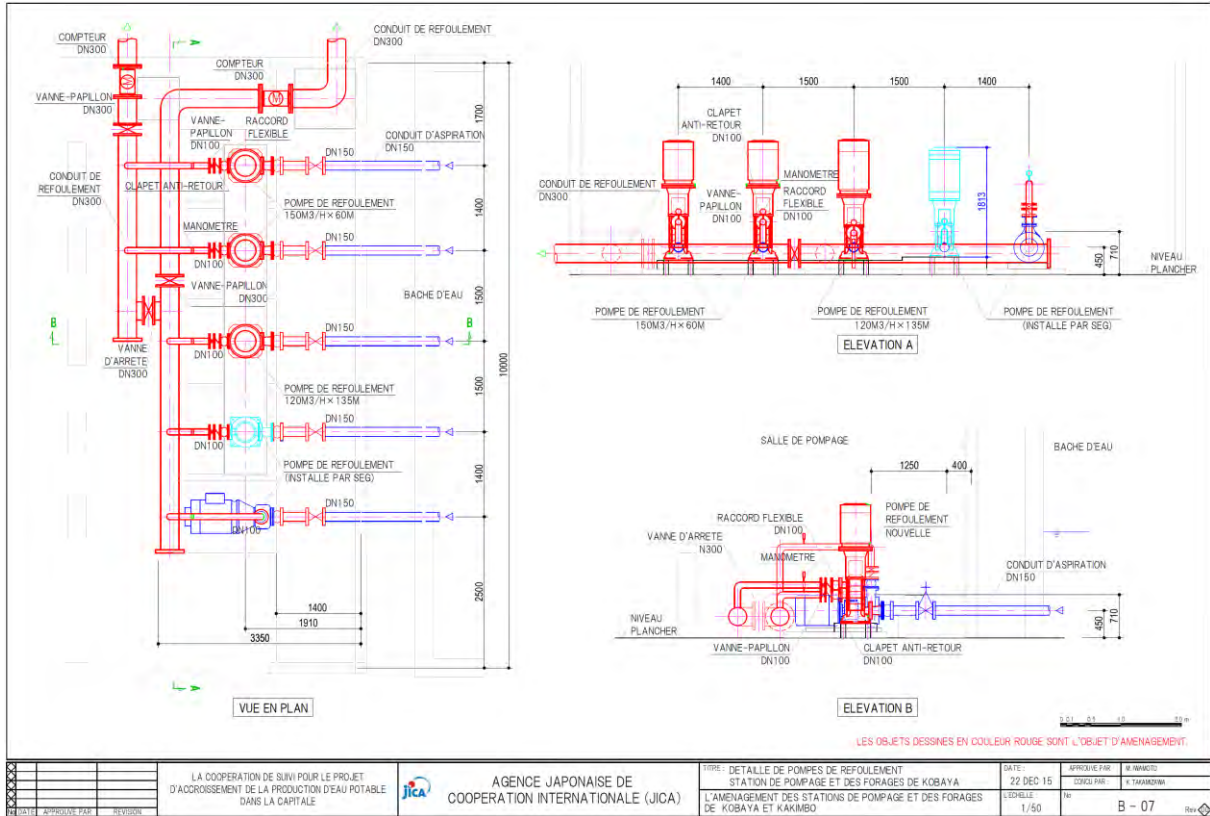 COMPTEUR
DN300
VANNE-PAPILLON
DN300
A
CONDUIT DE REFOULEMENT
DN300
COMPTEUR
DN300
VANNE-
PAPILLON
DN100
RACCORD
FLEXIBLE
DN150
CONDUIT D'ASPIRATION
DN150
CONDUIT DE
REFOULEMENT
DN300
CLAPET ANTI-RETOUR
POMPE DE REFOULEMENT
150M3/H×60M
MANOMETRE
DN100
DN150
VANNE-PAPILLON
DN300
BACHE D'EAU
B
B
DN150
DN100
VANNE
D'ARRETE
DN300
POMPE DE REFOULEMENT
120M3/H×135M
DN150
DN100
POMPE DE REFOULEMENT
(INSTALLE PAR SEG)
DN150
DN100
1700
1400
1500
1500
1400
2500
10000
1400
1910
3350
A
VUE EN PLAN
1400
1500
1500
1400
CLAPET
ANTI-RETOUR
DN100
CONDUIT DE REFOULEMENT
DN300
VANNE-
PAPILLON
DN100
MANOMETRE
RACCORD
FLEXIBLE
DN100
1813
450
710
NIVEAU
PLANCHER
POMPE DE REFOULEMENT
150M3/H×60M
POMPE DE REFOULEMENT
120M3/H×135M
POMPE DE REFOULEMENT
(INSTALLE PAR SEG)
ELEVATION A
SALLE DE POMPAGE
BACHE D'EAU
1250
400
RACCORD FLEXIBLE
DN100
POMPE DE
REFOULEMENT
NOUVELLE
VANNE D'ARRETE
N300
MANOMETRE
CONDUIT D'ASPIRATION
DN150
NIVEAU
PLANCHER
450
710
VANNE-PAPILLON
DN100
CLAPET ANTI-RETOUR
DN100
ELEVATION B
LES OBJETS DESSINES EN COULEUR ROUGE SONT L'OBJET D'AMENAGEMENT.
No DATE APPROUVE PAR REVISION
LA COOPERATION DE SUIVI POUR LE PROJET
D'ACCROISSEMENT DE LA PRODUCTION D'EAU POTABLE
DANS LA CAPITALE
jica
AGENCE JAPONAISE DE
COOPERATION INTERNATIONALE (JICA)
TITRE : DETAILLE DE POMPES DE REFOULEMENT
STATION DE POMPAGE ET DES FORAGES DE KOBAYA
L'AMENAGEMENT DES STATIONS DE POMPAGE ET DES FORAGES
DE KOBAYA ET KAKIMBO
DATE :
22 DEC 15
L'ECHELLE
1/50
APPROUVE PAR
CONCU PAR :
No
B - 07
Rev